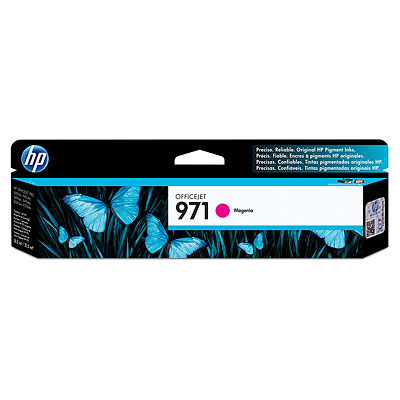 hp
Precise. Reliable. Original HP Pigment Inks.
Précis. Fiable. Encres à pigments HP originales.
Precisas. Confiables. Tintas pigmentadas originales HP.
Precisas. Confiáveis. Tintas pigmentadas originais HP.
OFFICEJET
971
Magenta